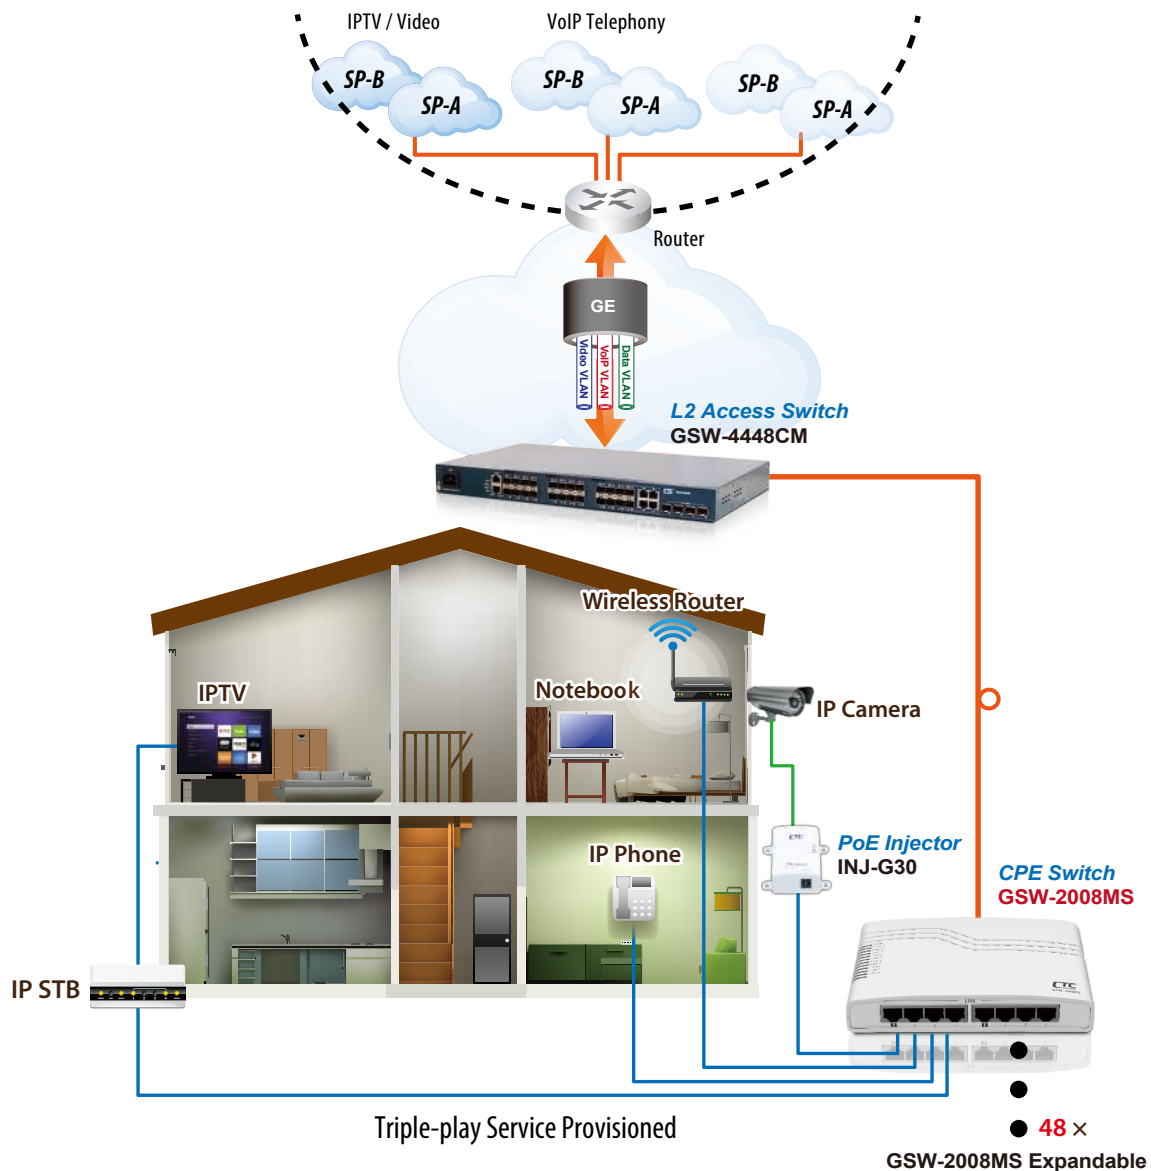 IPTV / Video
VoIP Telephony
SP-B
SP-A
SP-B
SP-A
SP-B
SP-A
Router
GE
Video VLAN
VoIP VLAN
Data VLAN
L2 Access Switch
GSW-4448CM
Wireless Router
IPTV
Notebook
IP Camera
IP Phone
PoE Injector
INJ-G30
CPE Switch
GSW-2008MS
IP STB
CTC
LAN
Triple-play Service Provisioned
48 ×
GSW-2008MS Expandable